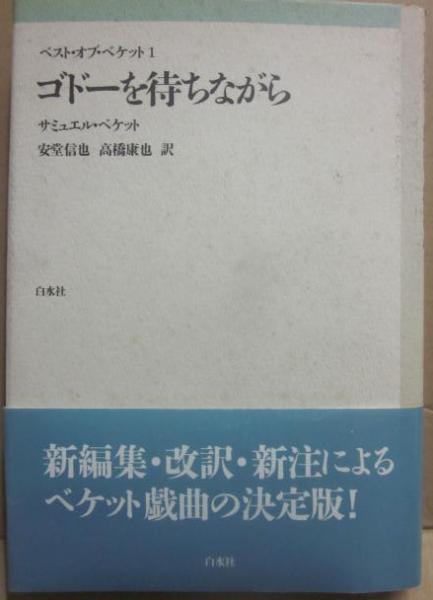 ベスト・オブ・ベケット1
ゴドーを待ちながら
サミュエル・ベケット
安堂信也 高橋康也 訳
白水社
新編集・改訳・新注による
ベケット戯曲の決定版!
白水社